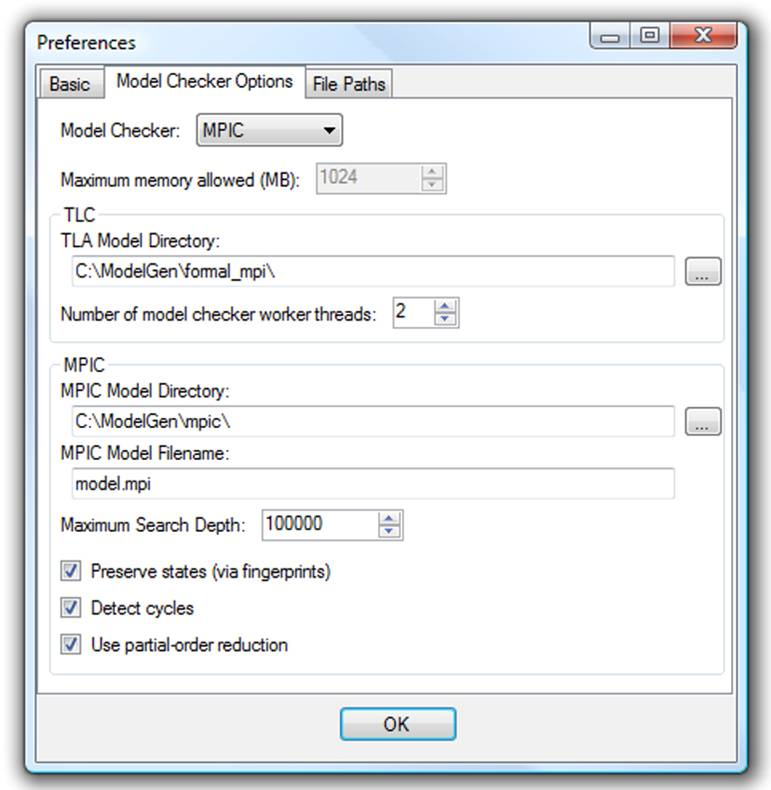 Preferences
Basic Model Checker Options File Paths
Model Checker: MPIC
Maximum memory allowed (MB): 1024
TLC
TLA Model Directory:
C:\ModelGen\formal_mpi\ ...
Number of model checker worker threads: 2
MPIC
MPIC Model Directory:
C:\ModelGen\mpic\ ...
MPIC Model Filename:
model.mpi
Maximum Search Depth: 100000
Preserve states (via fingerprints)
Detect cycles
Use partial-order reduction
OK